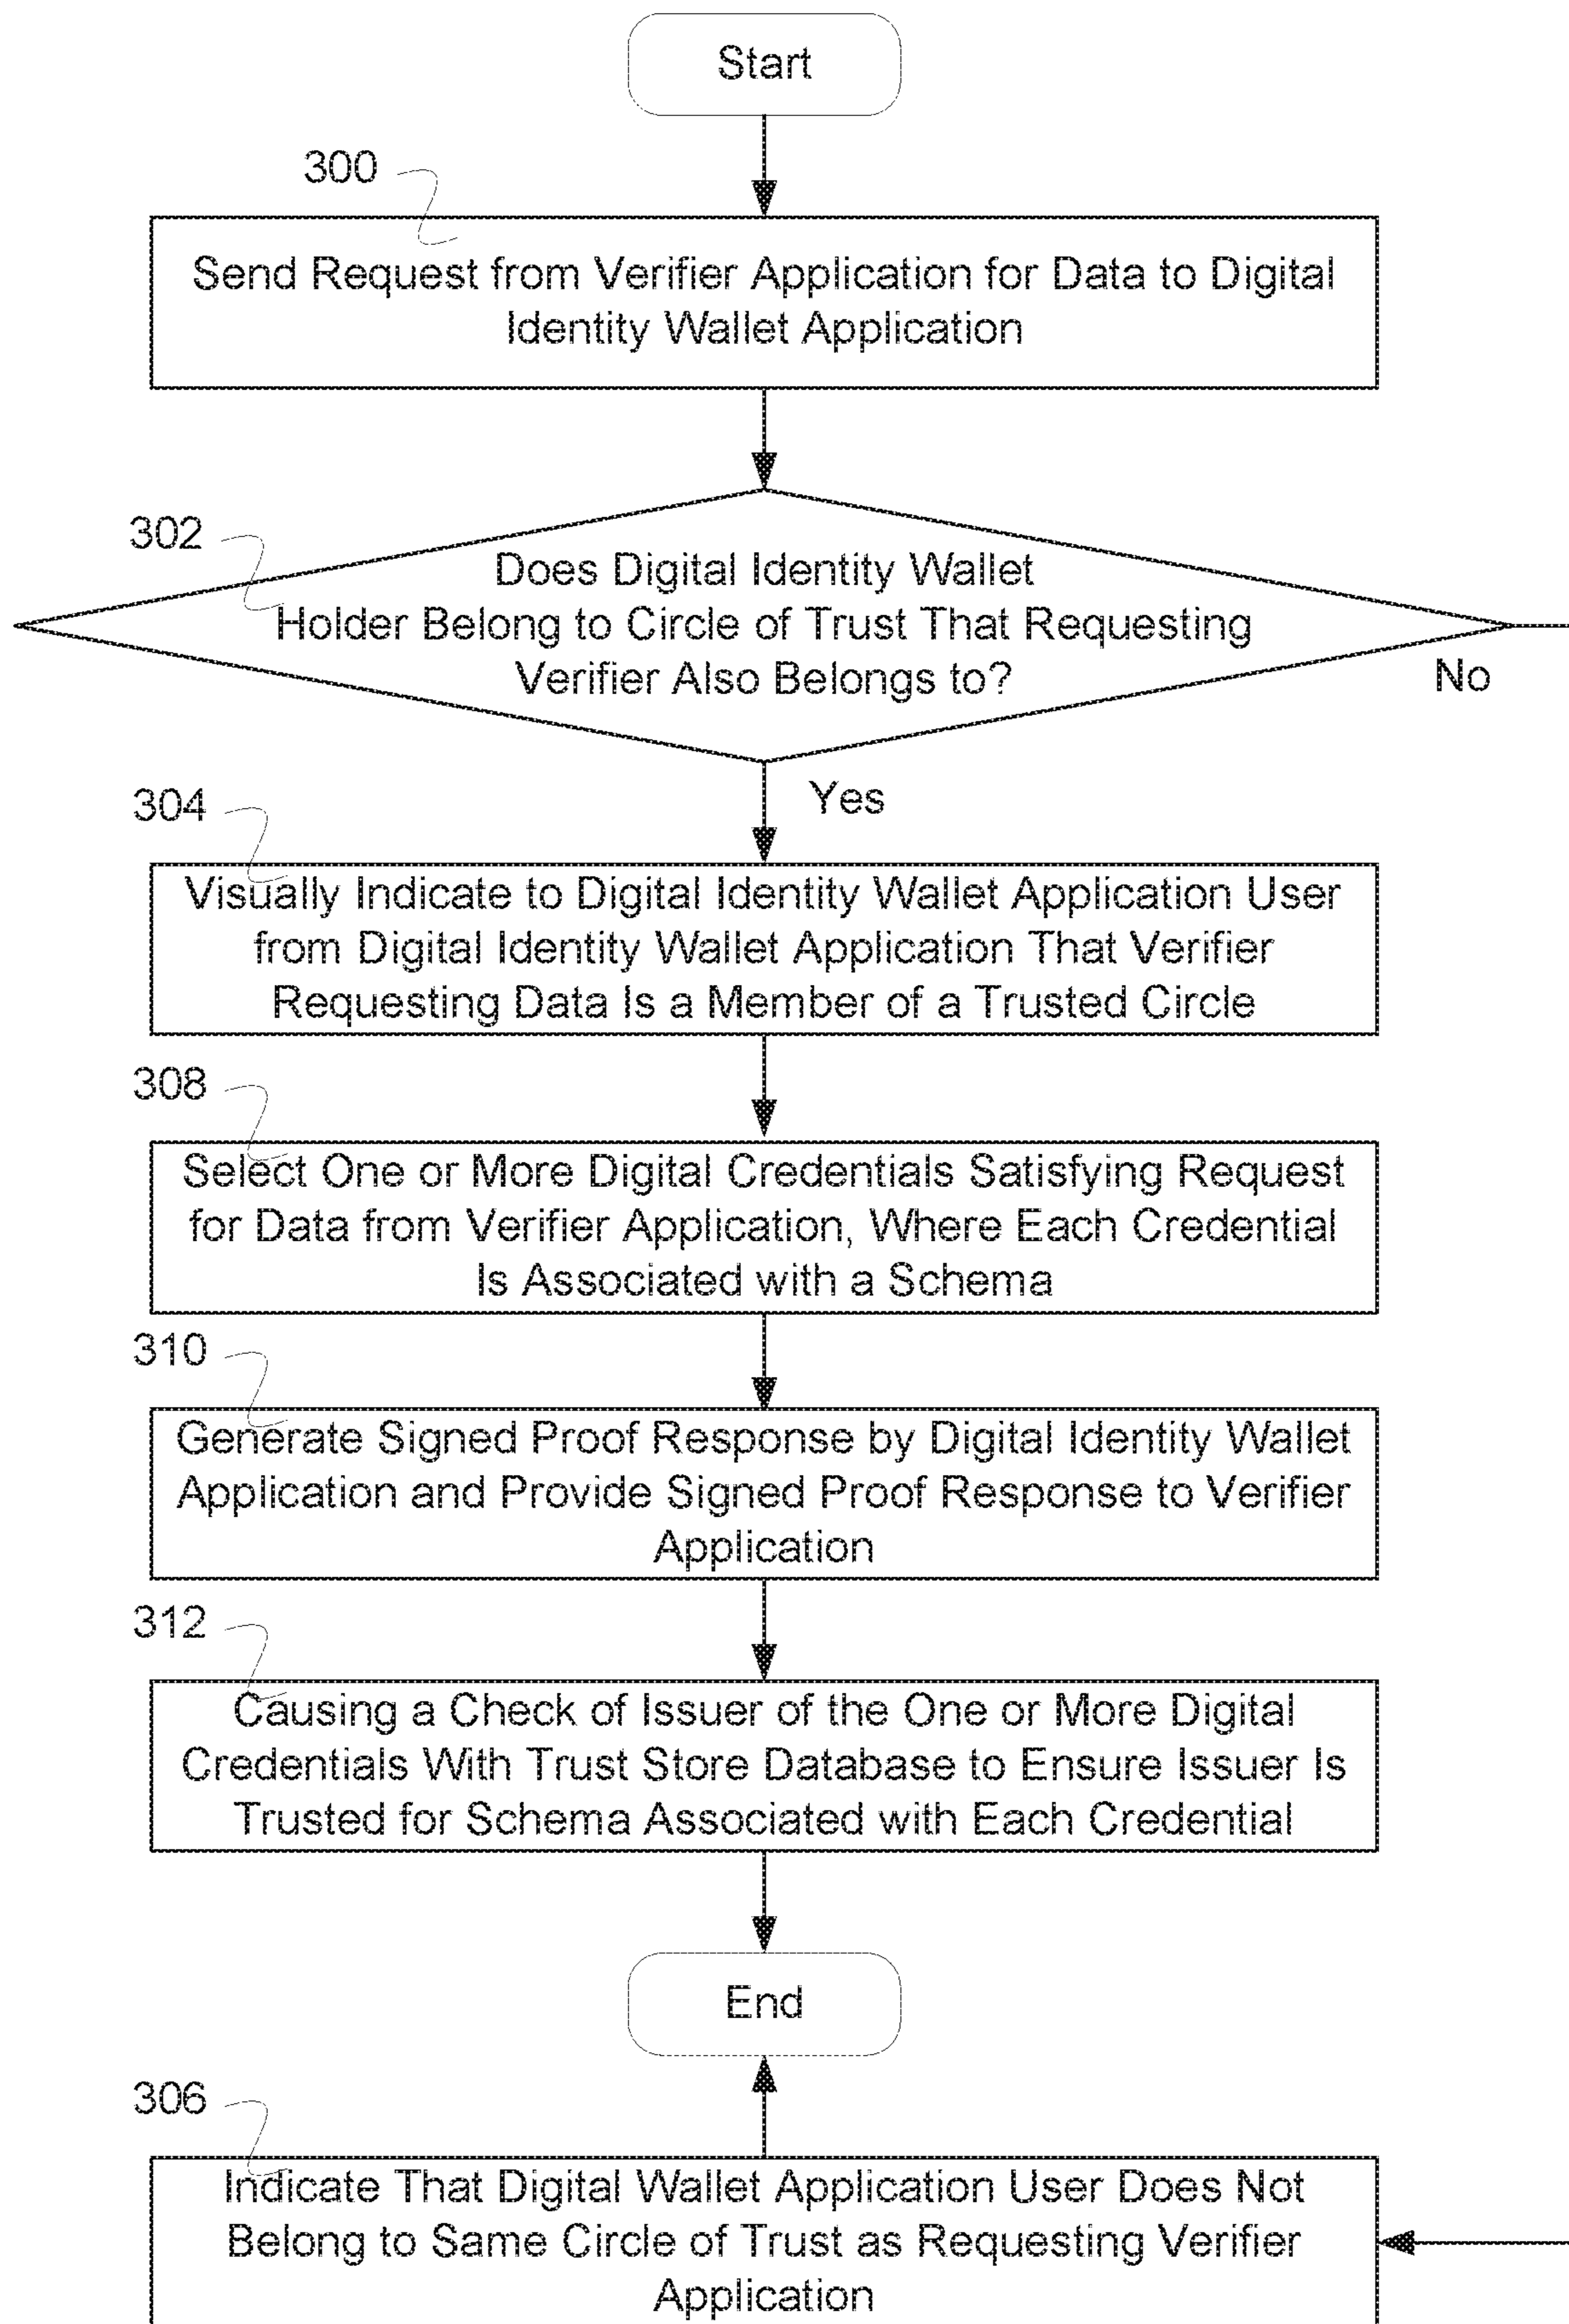 Start
300
Send Request from Verifier Application for Data to Digital
Identity Wallet Application
302
Does Digital Identity Wallet
Holder Belong to Circle of Trust That Requesting
Verifier Also Belongs to?
No
Yes
304
Visually Indicate to Digital Identity Wallet Application User
from Digital Identity Wallet Application That Verifier
Requesting Data Is a Member of a Trusted Circle
308
Select One or More Digital Credentials Satisfying Request
for Data from Verifier Application, Where Each Credential
Is Associated with a Schema
310
Generate Signed Proof Response by Digital Identity Wallet
Application and Provide Signed Proof Response to Verifier
Application
312
Causing a Check of Issuer of the One or More Digital
Credentials With Trust Store Database to Ensure Issuer Is
Trusted for Schema Associated with Each Credential
End
306
Indicate That Digital Wallet Application User Does Not
Belong to Same Circle of Trust as Requesting Verifier
Application